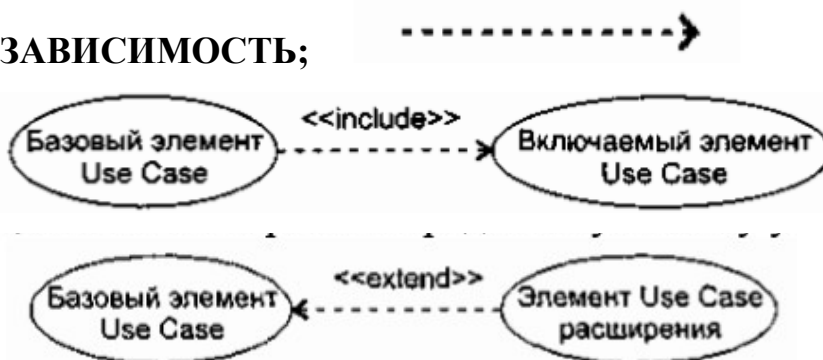 ЗАВИСИМОСТЬ;
Базовый элемент
Use Case
<<include>>
Включаемый элемент
Use Case
Базовый элемент
Use Case
<<extend>>
Элемент Use Case
расширения